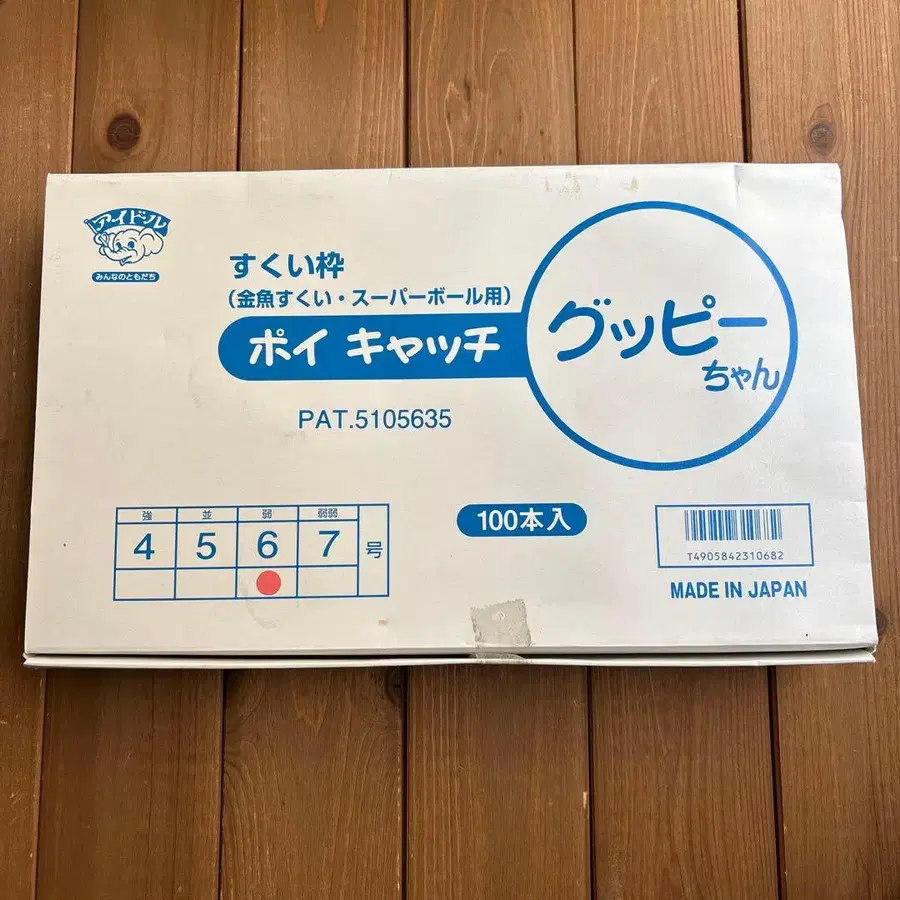 アイドル
みんなのともだち
すくい枠
(金魚すくい・スーパーボール用)
ポイ キャッチ
グッピー
ちゃん
PAT.5105635
強 並 弱 弱弱
4 5 6 7 号
100本入
T4905842310682
MADE IN JAPAN